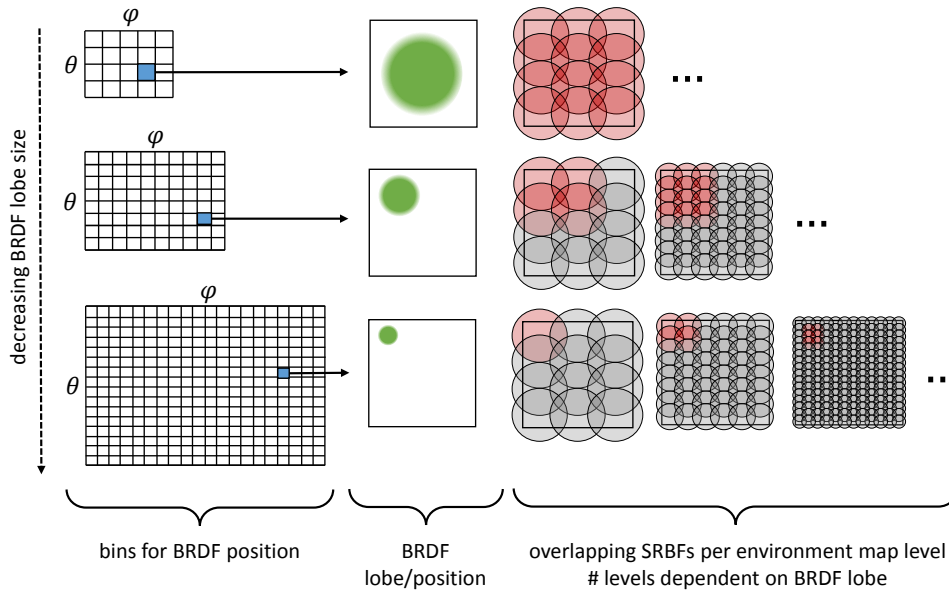 φ
θ
...
φ
θ
...
φ
θ
...
decreasing BRDF lobe size
bins for BRDF position
BRDF
lobe/position
overlapping SRBFs per environment map level
# levels dependent on BRDF lobe